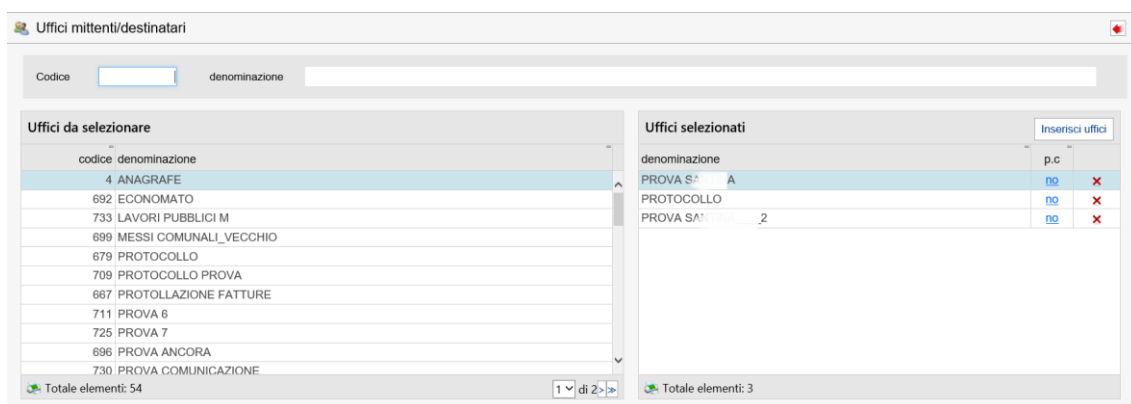 Uffici mittenti/destinatari
Codice denominazione
Uffici da selezionare
codice denominazione
4 ANAGRAFE
692 ECONOMATO
733 LAVORI PUBBLICI M
699 MESSI COMUNALI_VECCHIO
679 PROTOCOLLO
709 PROTOCOLLO PROVA
667 PROTOLLAZIONE FATTURE
711 PROVA 6
725 PROVA 7
696 PROVA ANCORA
730 PROVA COMUNICAZIONE
Totale elementi: 54 1 di 2 > ≫
Uffici selezionati Inserisci uffici
denominazione p.c
PROVA A no
PROTOCOLLO no
PROVA _2 no
Totale elementi: 3